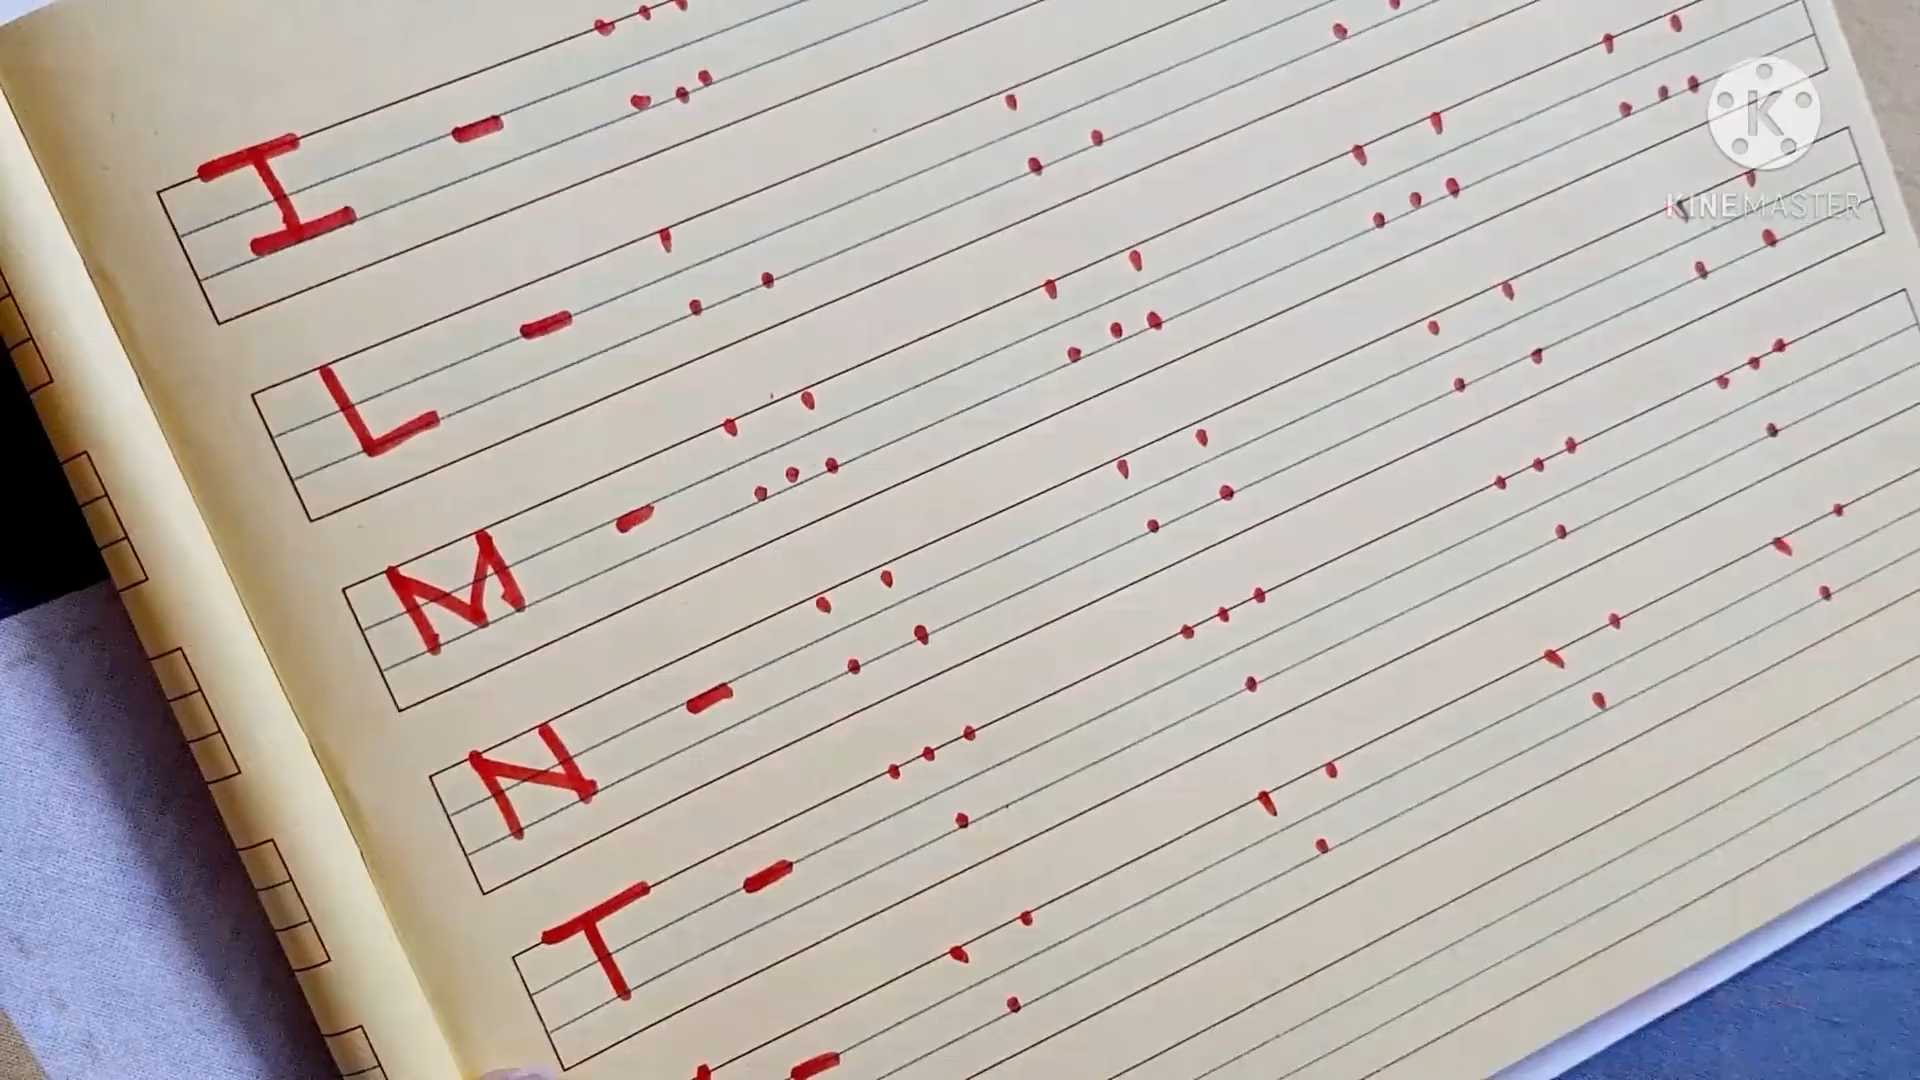 I -
L -
M -
N -
T -
K
KINEMASTER